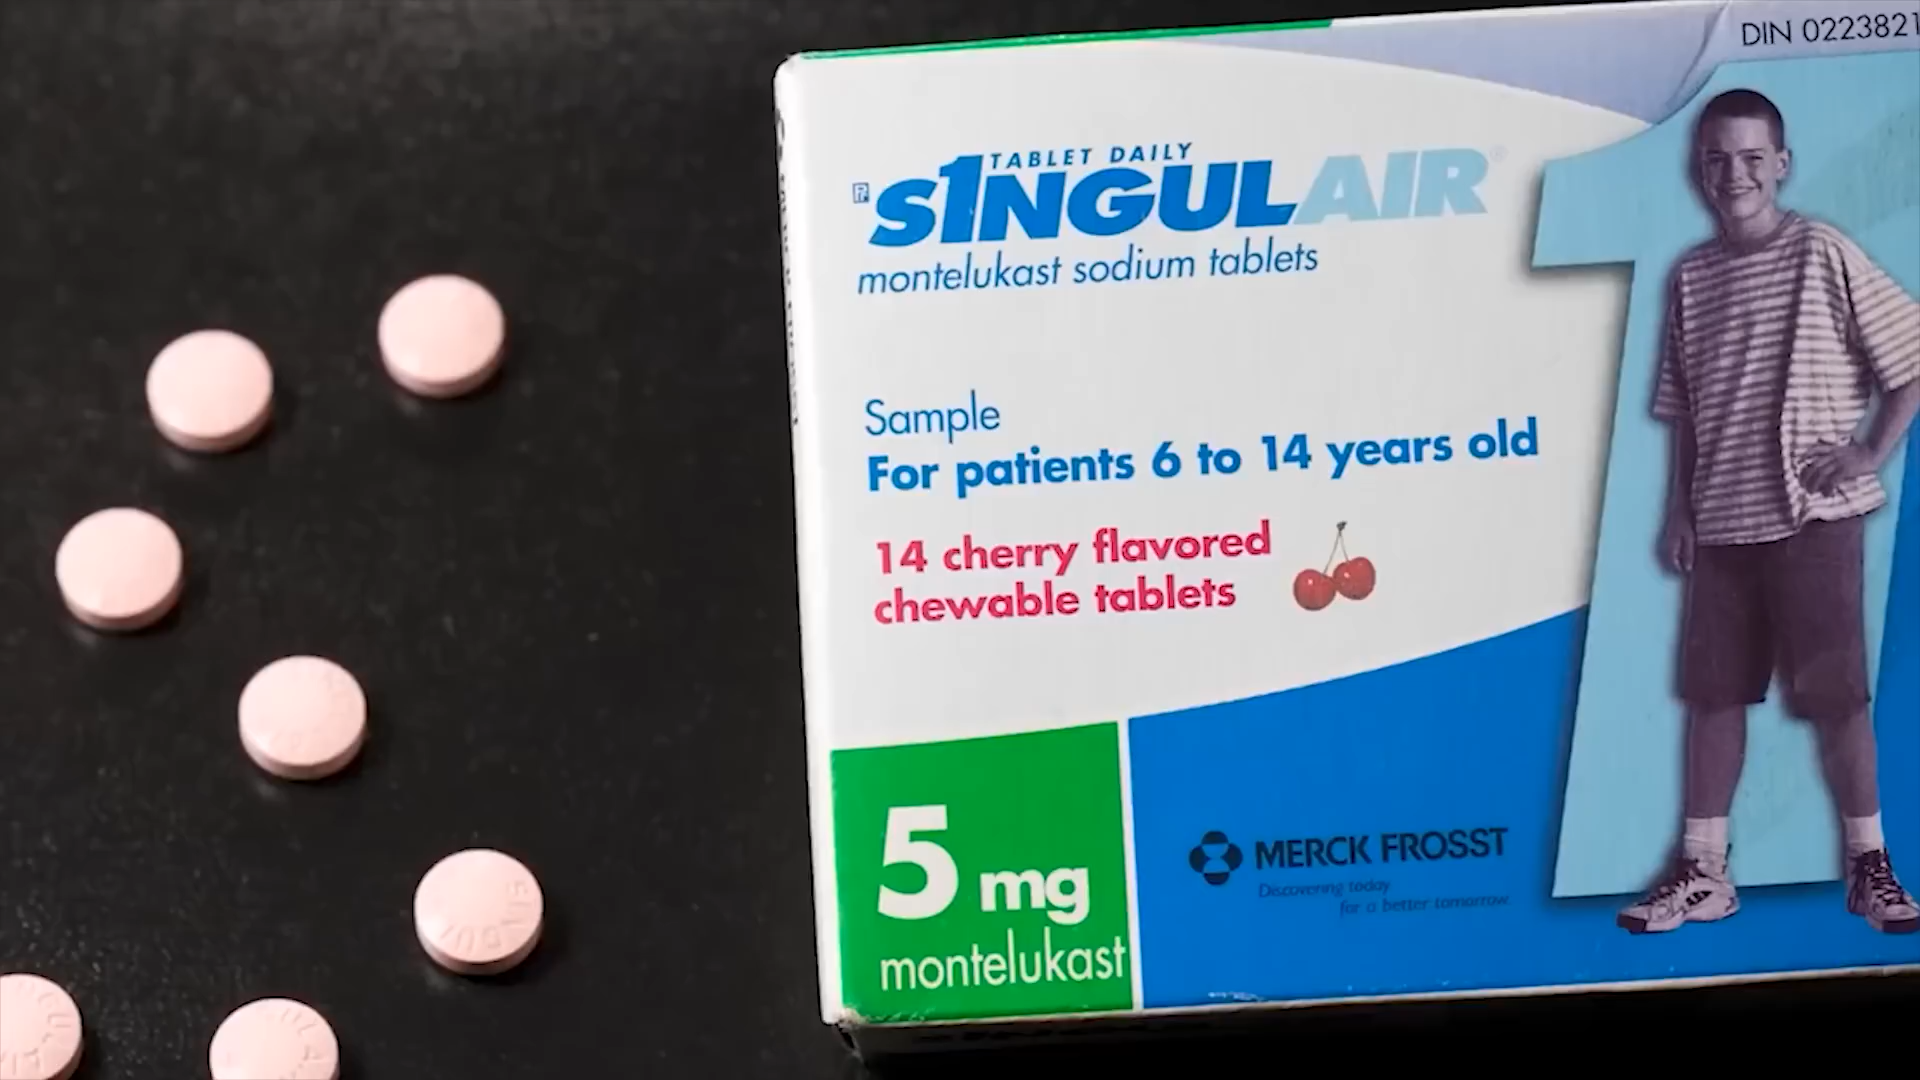 DIN 0223821
TABLET DAILY
S1NGULAIR®
montelukast sodium tablets
Sample
For patients 6 to 14 years old
14 cherry flavored
chewable tablets
5 mg
montelukast
MERCK FROSST
Discovering today
for a better tomorrow.